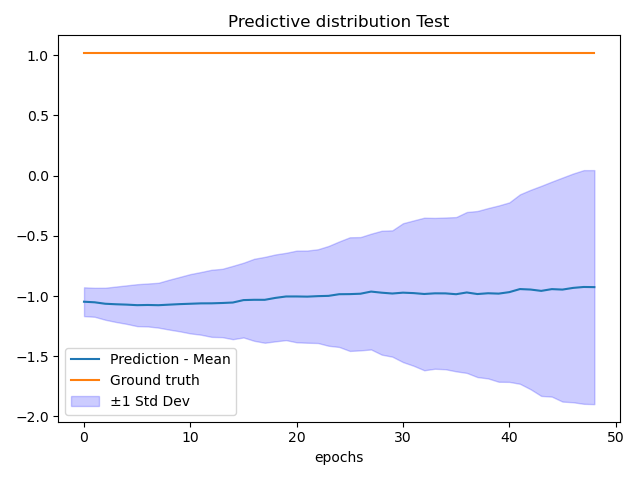 Predictive distribution Test
1.0
0.5
0.0
−0.5
−1.0
−1.5
−2.0
Prediction - Mean
Ground truth
±1 Std Dev
0 10 20 30 40 50
epochs